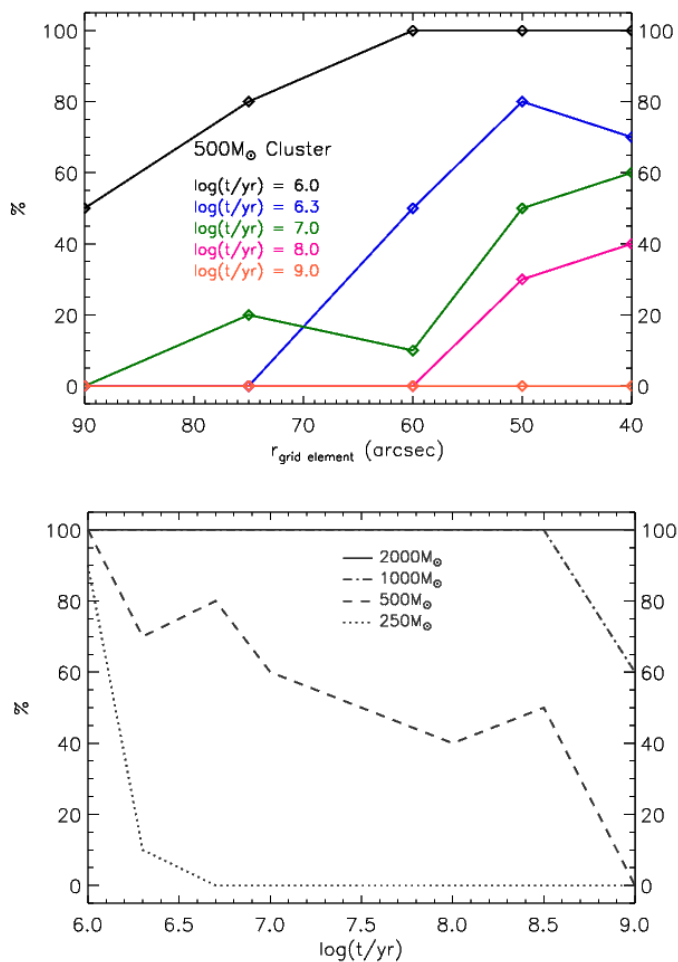 100 100
80 80
500M⊙ Cluster
60 60
log(t/yr) = 6.0
log(t/yr) = 6.3
%
40 log(t/yr) = 7.0 40
log(t/yr) = 8.0
log(t/yr) = 9.0
20 20
0 0
90 80 70 60 50 40
rgrid element (arcsec)
100 100
2000M⊙
1000M⊙
80 500M⊙ 80
250M⊙
60 60
%
40 40
20 20
0 0
6.0 6.5 7.0 7.5 8.0 8.5 9.0
log(t/yr)